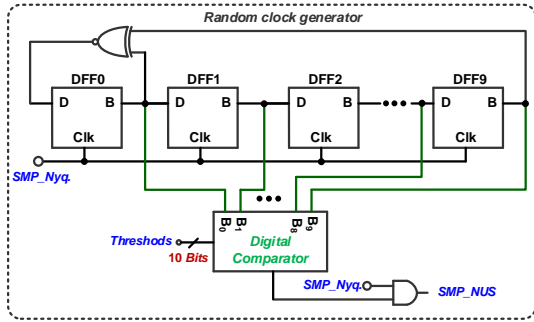 Random clock generator
DFF0 DFF1 DFF2 DFF9
D B D B D B D B
Clk Clk Clk Clk
SMP_Nyq.
B0 B1 B8 B9
Thresholds
10 Bits
Digital
Comparator
SMP_Nyq.
SMP_NUS